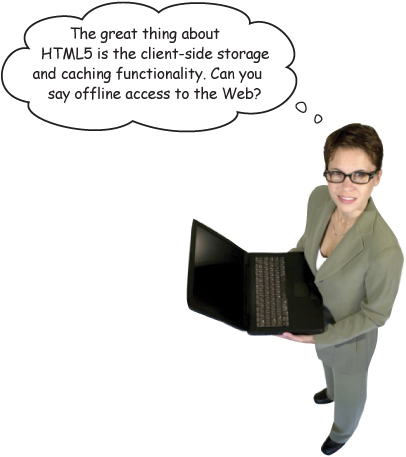 The great thing about
HTML5 is the client-side storage
and caching functionality. Can you
say offline access to the Web?